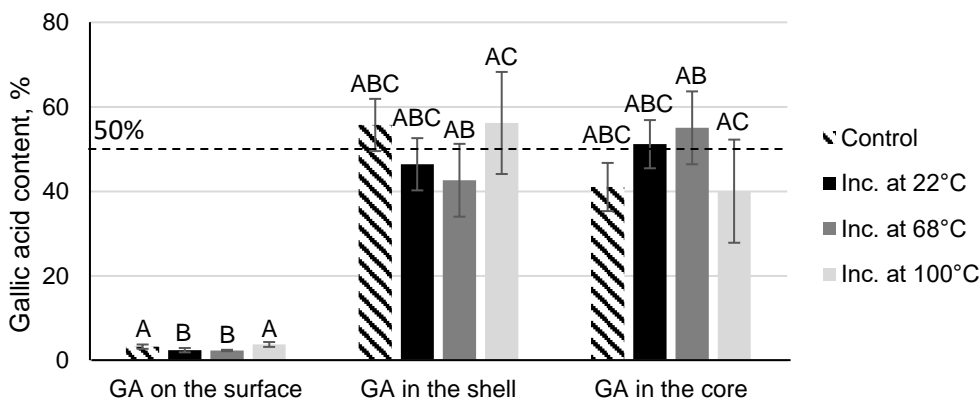 Gallic acid content, %
80
60
40
20
0
50%
A
B
B
A
ABC
ABC
AB
AC
ABC
ABC
AB
AC
GA on the surface
GA in the shell
GA in the core
Control
Inc. at 22°C
Inc. at 68°C
Inc. at 100°C